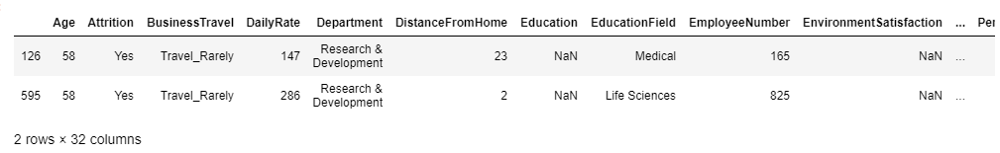 Age Attrition BusinessTravel DailyRate Department DistanceFromHome Education EducationField EmployeeNumber EnvironmentSatisfaction ... Per
126 58 Yes Travel_Rarely 147 Research & Development 23 NaN Medical 165 NaN ...
595 58 Yes Travel_Rarely 286 Research & Development 2 NaN Life Sciences 825 NaN ...
2 rows × 32 columns